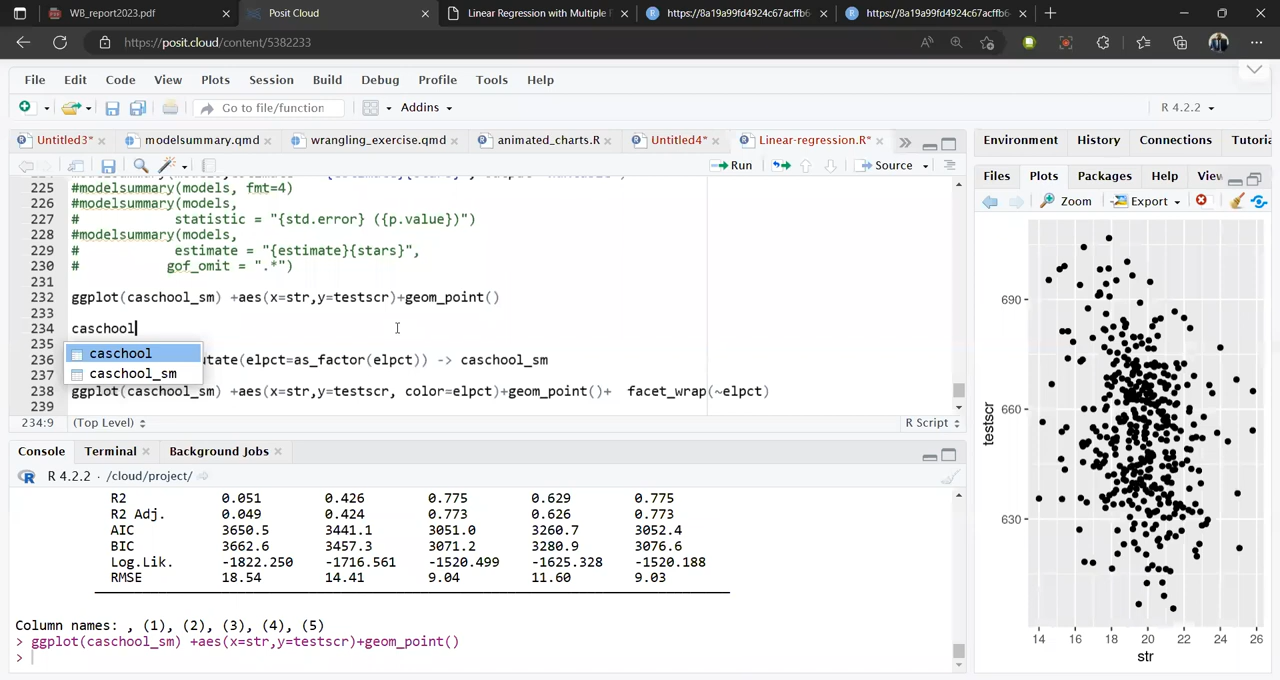 WB_report2023.pdf
Posit Cloud
Linear Regression with Multiple
https://8a19a99fd4924c67acffb6
https://8a19a99fd4924c67acffb6
https://posit.cloud/content/5382233
File Edit Code View Plots Session Build Debug Profile Tools Help
Go to file/function Addins R 4.2.2
Untitled3* modelsummary.qmd wrangling_exercise.qmd animated_charts.R Untitled4* Linear-regression.R*
Run Source
225 #modelsummary(models, fmt=4)
226 #modelsummary(models,
227 # statistic = "{std.error} ({p.value})")
228 #modelsummary(models,
229 # estimate = "{estimate}{stars}",
230 # gof_omit = ".*")
231
232 ggplot(caschool_sm) +aes(x=str,y=testscr)+geom_point()
233
234 caschool
235
caschool
236 utate(elpct=as_factor(elpct)) -> caschool_sm
237
caschool_sm
238 ggplot(caschool_sm) +aes(x=str,y=testscr, color=elpct)+geom_point()+ facet_wrap(~elpct)
239
234:9 (Top Level) R Script
Console Terminal Background Jobs
R 4.2.2 · /cloud/project/
R2 0.051 0.426 0.775 0.629 0.775
R2 Adj. 0.049 0.424 0.773 0.626 0.773
AIC 3650.5 3441.1 3051.0 3260.7 3052.4
BIC 3662.6 3457.3 3071.2 3280.9 3076.6
Log.Lik. -1822.250 -1716.561 -1520.499 -1625.328 -1520.188
RMSE 18.54 14.41 9.04 11.60 9.03
Column names: , (1), (2), (3), (4), (5)
> ggplot(caschool_sm) +aes(x=str,y=testscr)+geom_point()
>
Environment History Connections Tutoria
Files Plots Packages Help
Zoom Export
690
660
630
testscr
14 16 18 20 22 24 26
str